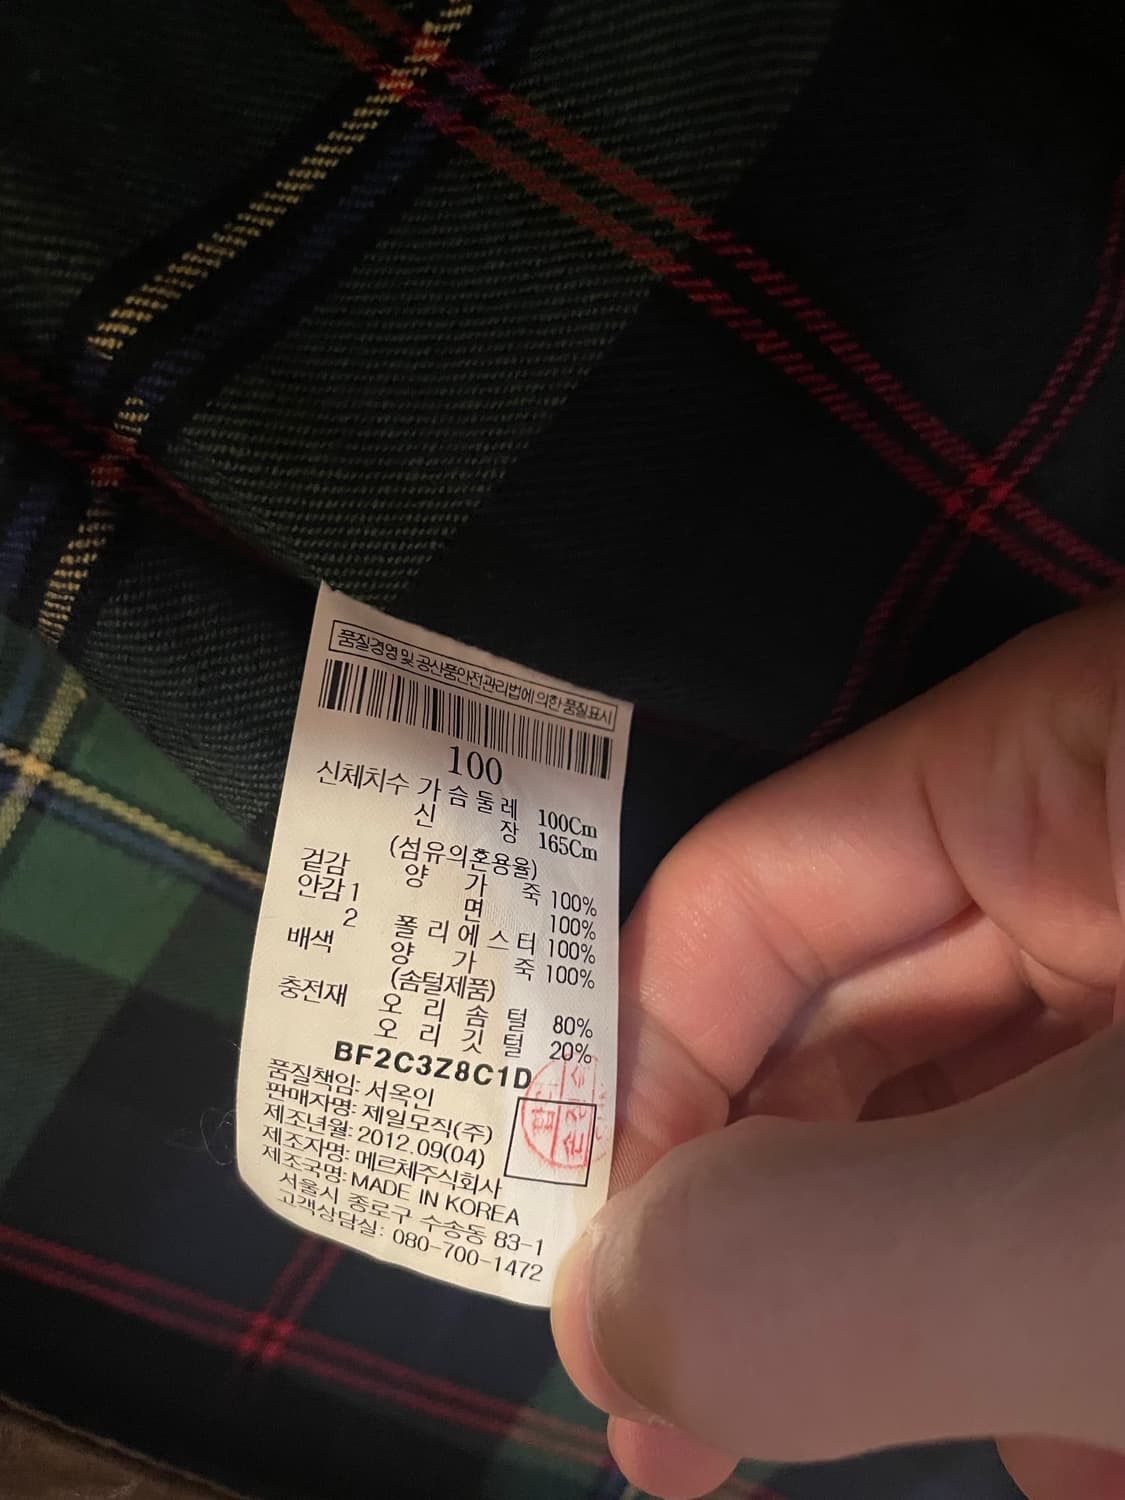 품질경영 및 공산품안전관리법에 의한 품질표시
100
신체치수 가슴둘레 100Cm
신장 165Cm
(섬유의혼용율)
겉감 양가죽 100%
안감1 면 100%
2 폴리에스터 100%
배색 양가죽 100%
(솜털제품)
충전재 오리솜털 80%
오리깃털 20%
BF2C3Z8C1D
품질책임: 서옥인
판매자명: 제일모직(주)
제조년월: 2012.09(04)
제조자명: 메르체주식회사
제조국명: MADE IN KOREA
서울시 종로구 수송동 83-1
고객상담실: 080-700-1472